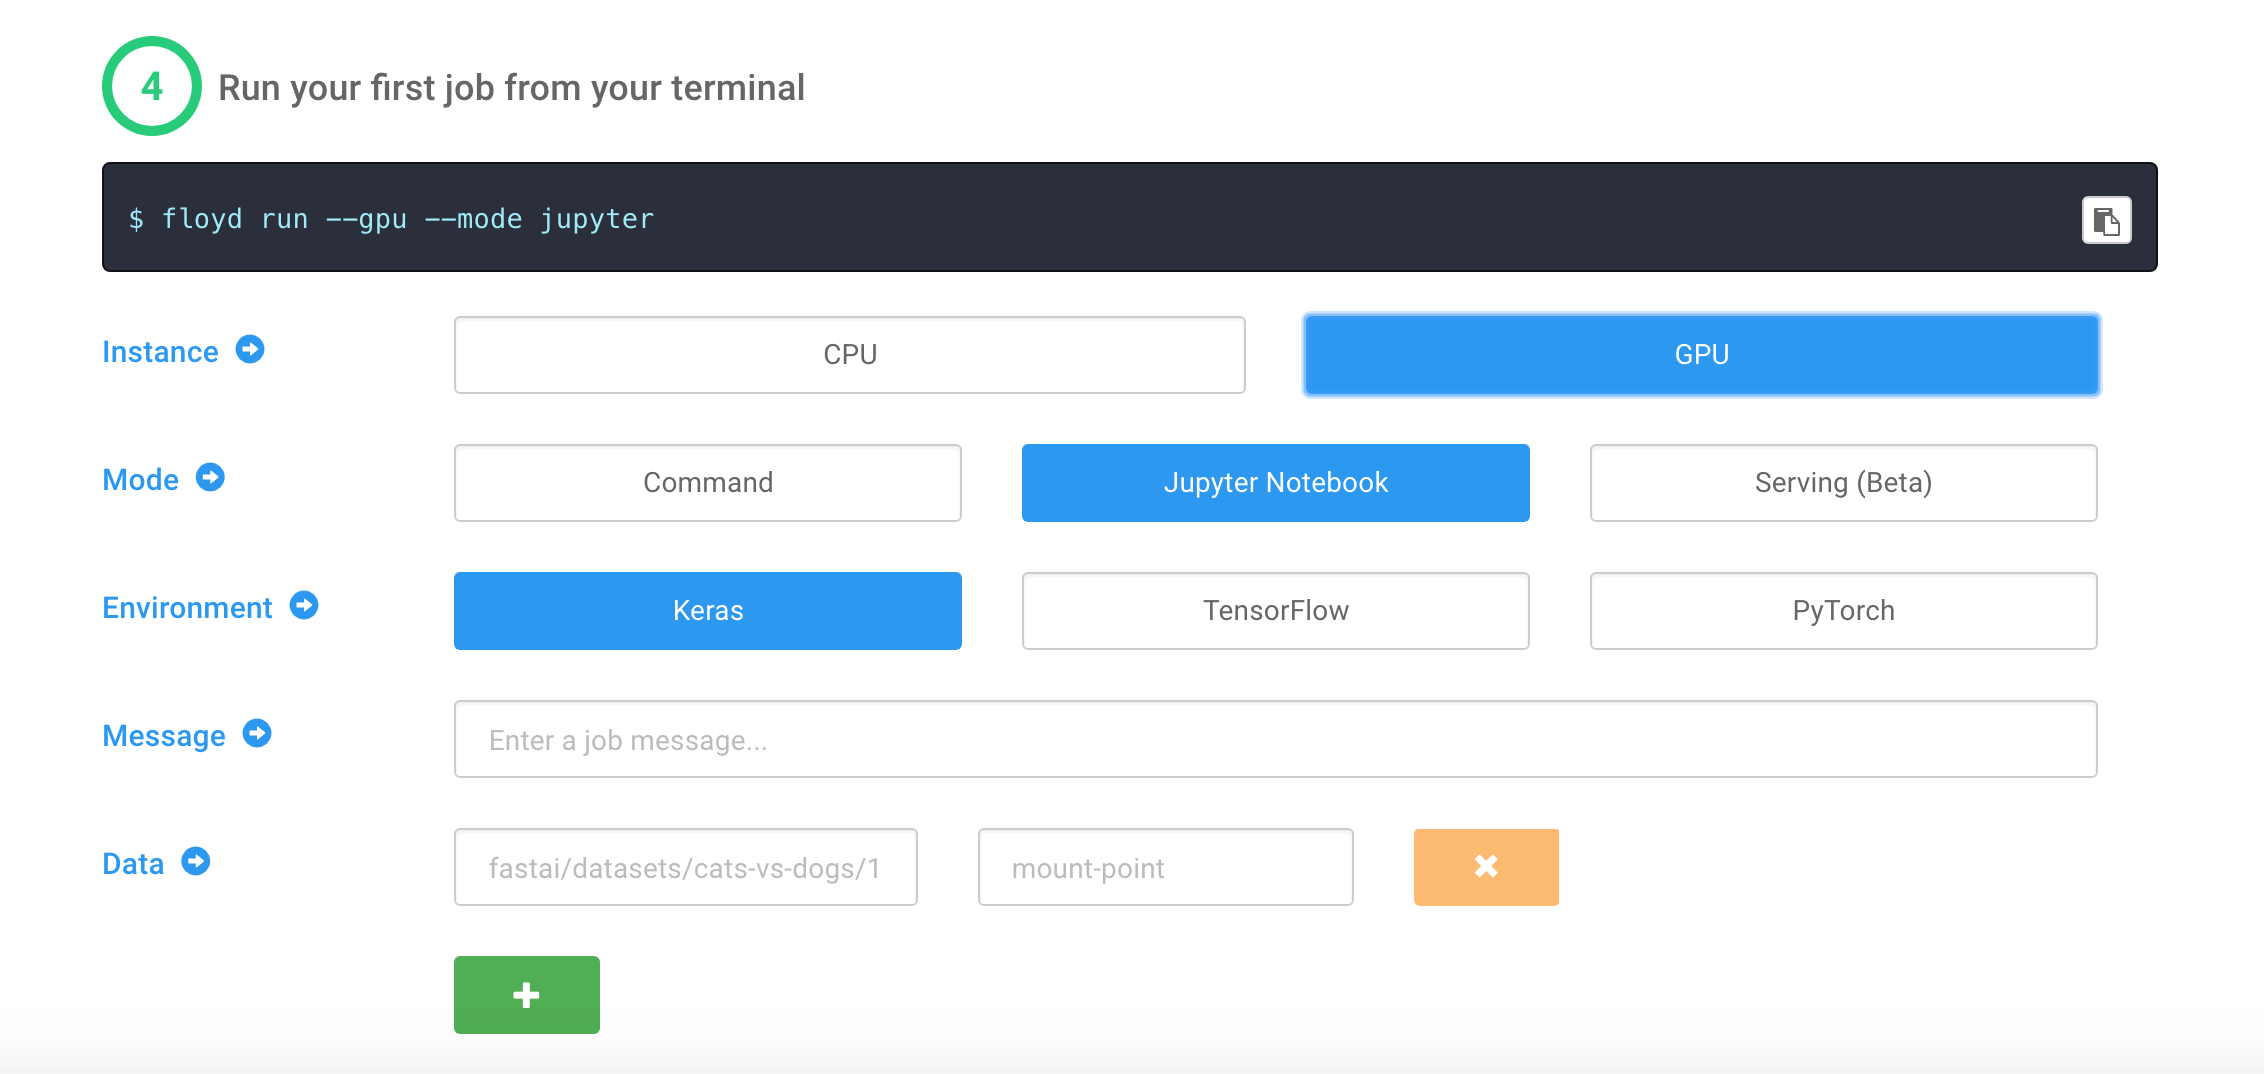 4 Run your first job from your terminal
$ floyd run --gpu --mode jupyter
Instance CPU GPU
Mode Command Jupyter Notebook Serving (Beta)
Environment Keras TensorFlow PyTorch
Message Enter a job message...
Data fastai/datasets/cats-vs-dogs/1 mount-point